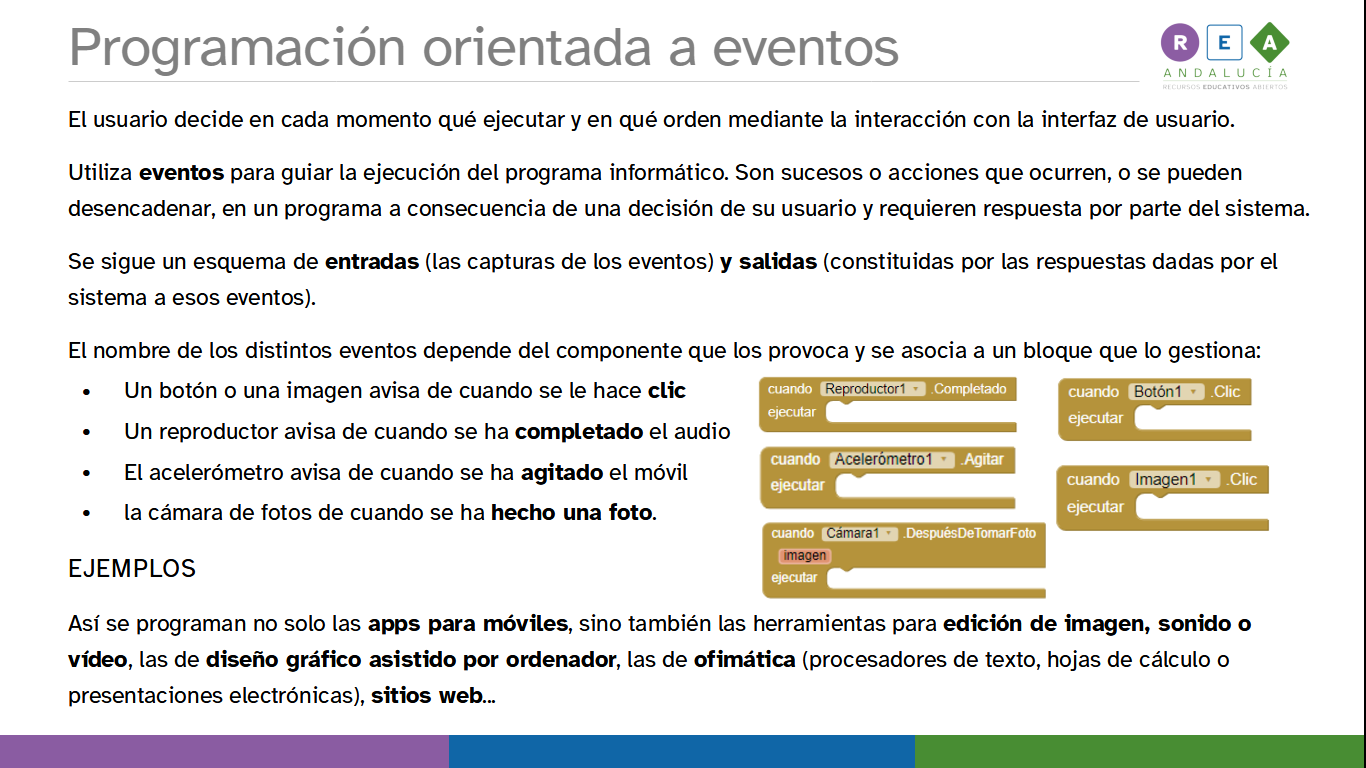 Programación orientada a eventos
R E A
ANDALUCÍA
RECURSOS EDUCATIVOS ABIERTOS
El usuario decide en cada momento qué ejecutar y en qué orden mediante la interacción con la interfaz de usuario.
Utiliza eventos para guiar la ejecución del programa informático. Son sucesos o acciones que ocurren, o se pueden
desencadenar, en un programa a consecuencia de una decisión de su usuario y requieren respuesta por parte del sistema.
Se sigue un esquema de entradas (las capturas de los eventos) y salidas (constituidas por las respuestas dadas por el
sistema a esos eventos).
El nombre de los distintos eventos depende del componente que los provoca y se asocia a un bloque que lo gestiona:
• Un botón o una imagen avisa de cuando se le hace clic
• Un reproductor avisa de cuando se ha completado el audio
• El acelerómetro avisa de cuando se ha agitado el móvil
• la cámara de fotos de cuando se ha hecho una foto.
cuando Reproductor1 .Completado
ejecutar
cuando Acelerómetro1 .Agitar
ejecutar
cuando Cámara1 .DespuésDeTomarFoto
imagen
ejecutar
cuando Botón1 .Clic
ejecutar
cuando Imagen1 .Clic
ejecutar
EJEMPLOS
Así se programan no solo las apps para móviles, sino también las herramientas para edición de imagen, sonido o
vídeo, las de diseño gráfico asistido por ordenador, las de ofimática (procesadores de texto, hojas de cálculo o
presentaciones electrónicas), sitios web...